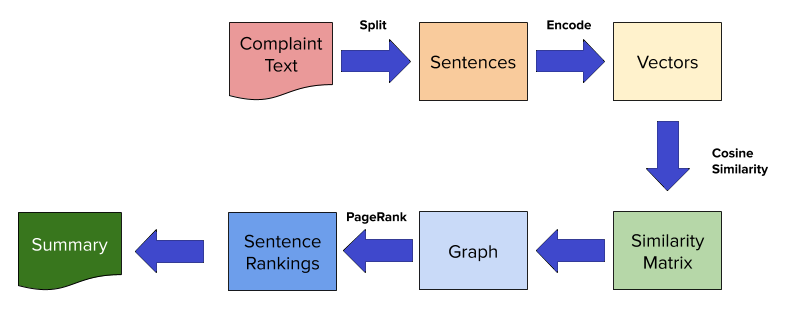 Split
Encode
Complaint
Text
Sentences
Vectors
Cosine
Similarity
PageRank
Summary
Sentence
Rankings
Graph
Similarity
Matrix